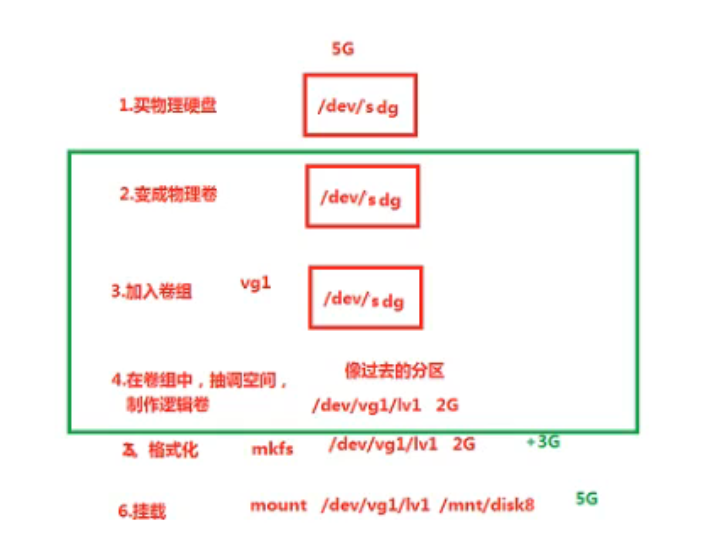 5G
1.买物理硬盘 /dev/sdg
2.变成物理卷 /dev/sdg
3.加入卷组 vg1 /dev/sdg
像过去的分区
4.在卷组中，抽调空间，
制作逻辑卷 /dev/vg1/lv1 2G
、格式化 mkfs /dev/vg1/lv1 2G +3G
6.挂载 mount /dev/vg1/lv1 /mnt/disk8 5G